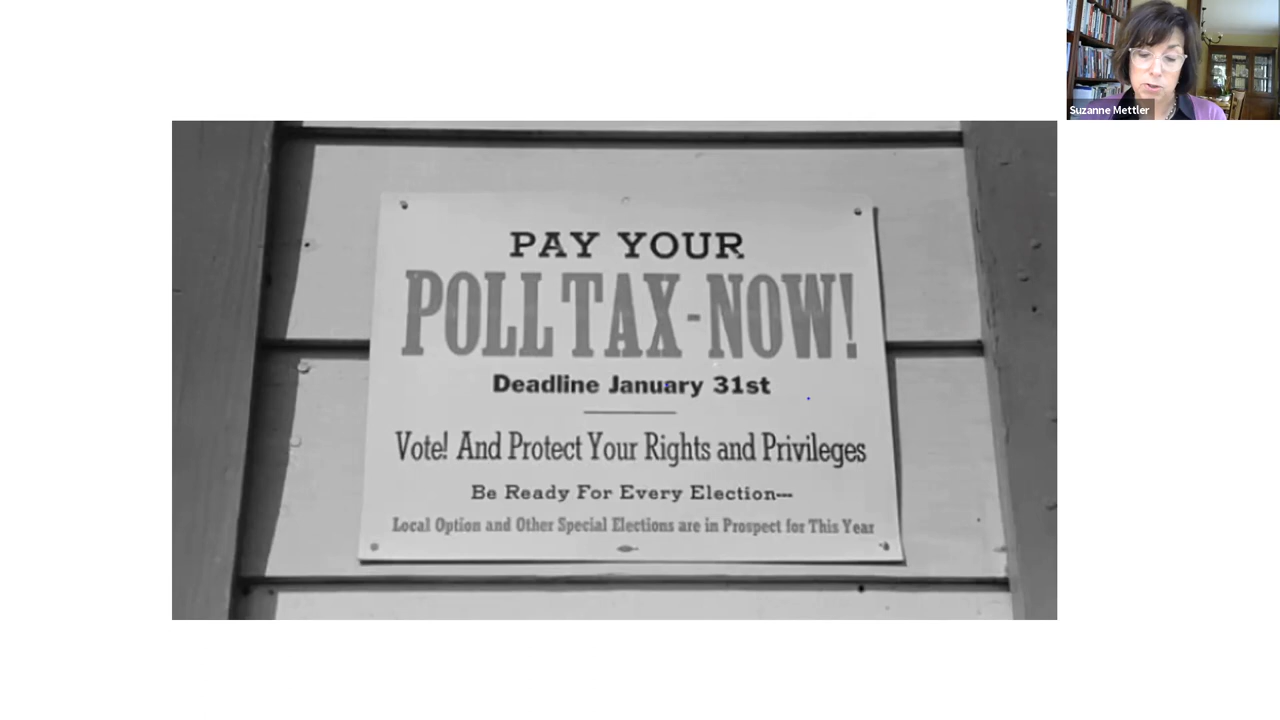 Suzanne Mettler
PAY YOUR
POLL TAX-NOW!
Deadline January 31st
Vote! And Protect Your Rights and Privileges
Be Ready For Every Election---
Local Option and Other Special Elections are in Prospect for This Year